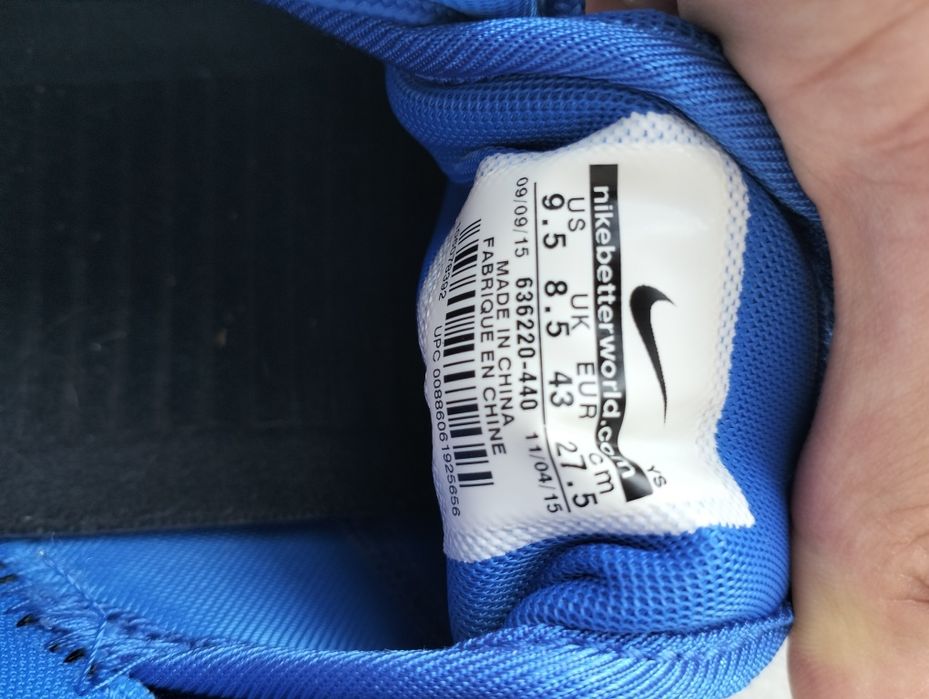 nikebetterworld.com
YS
US UK EUR cm
9.5 8.5 43 27.5
09/09/15 636220-440 11/04/15
MADE IN CHINA
FABRIQUE EN CHINE
UPC 00886061925656